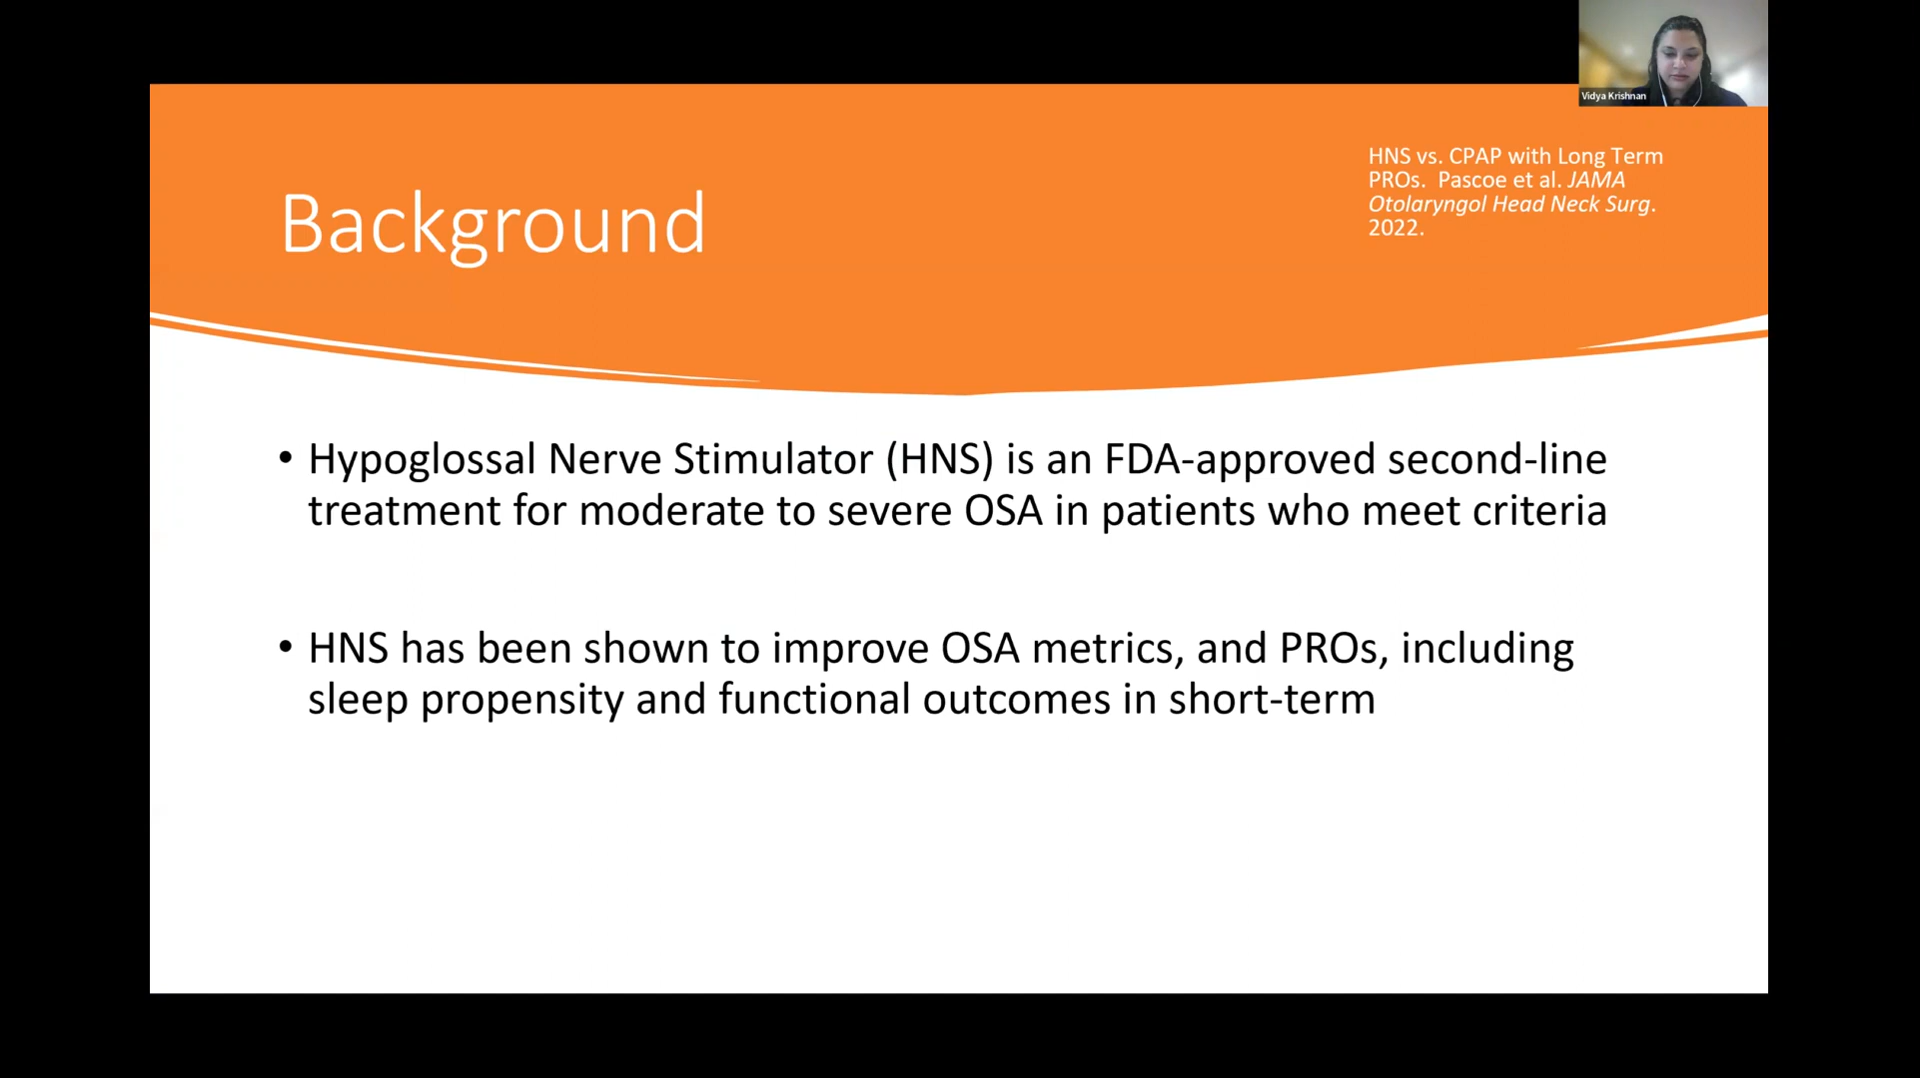 Vidya Krishnan
HNS vs. CPAP with Long Term
PROs. Pascoe et al. JAMA
Otolaryngol Head Neck Surg.
2022.
Background
• Hypoglossal Nerve Stimulator (HNS) is an FDA-approved second-line
treatment for moderate to severe OSA in patients who meet criteria
• HNS has been shown to improve OSA metrics, and PROs, including
sleep propensity and functional outcomes in short-term